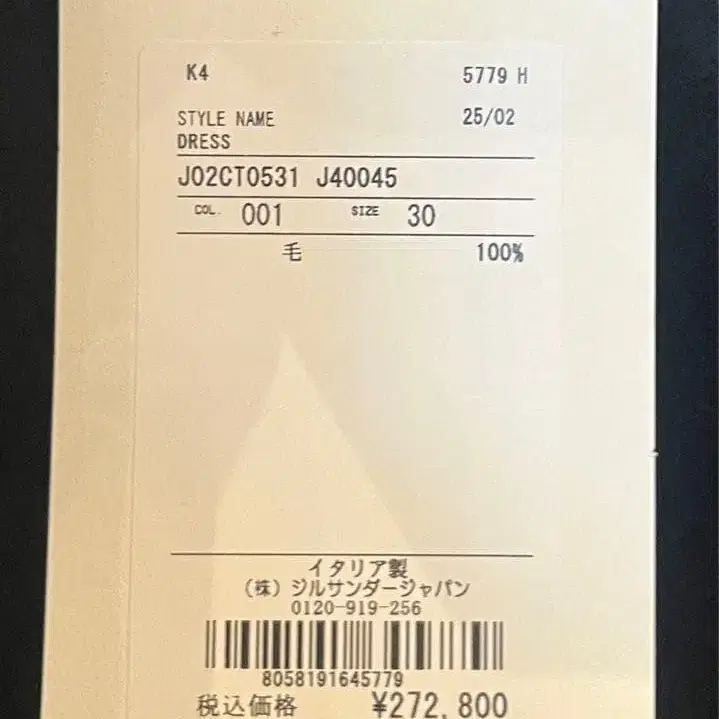 K4 5779 H
STYLE NAME 25/02
DRESS
J02CT0531 J40045
COL. 001 SIZE 30
毛 100%
イタリア製
(株) ジルサンダージャパン
0120-919-256
8058191645779
税込価格 ¥272,800